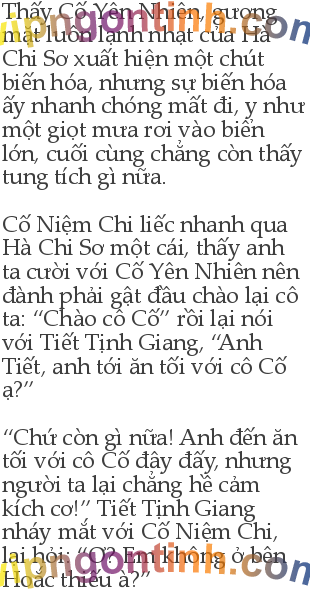 Thấy Cố Yên Nhiên, gương
mặt luôn lãnh nhạt của Hà
Chi Sơ xuất hiện một chút
biến hóa, nhưng sự biến hóa
ấy nhanh chóng mất đi, y như
một giọt mưa rơi vào biển
lớn, cuối cùng chẳng còn thấy
tung tích gì nữa.
Cố Niệm Chi liếc nhanh qua
Hà Chi Sơ một cái, thấy anh
ta cười với Cố Yên Nhiên nên
đành phải gật đầu chào lại cô
ta: “Chào cô Cố” rồi lại nói
với Tiết Tịnh Giang, “Anh
Tiết, anh tới ăn tối với cô Cố
ạ?”
“Chứ còn gì nữa! Anh đến ăn
tối với cô Cố đây đấy, nhưng
người ta lại chẳng hề cảm
kích cơ!” Tiết Tịnh Giang
nháy mắt với Cố Niệm Chi,
lại hỏi: “Ơ? Em không ở bên
Hoắc thiếu à?”